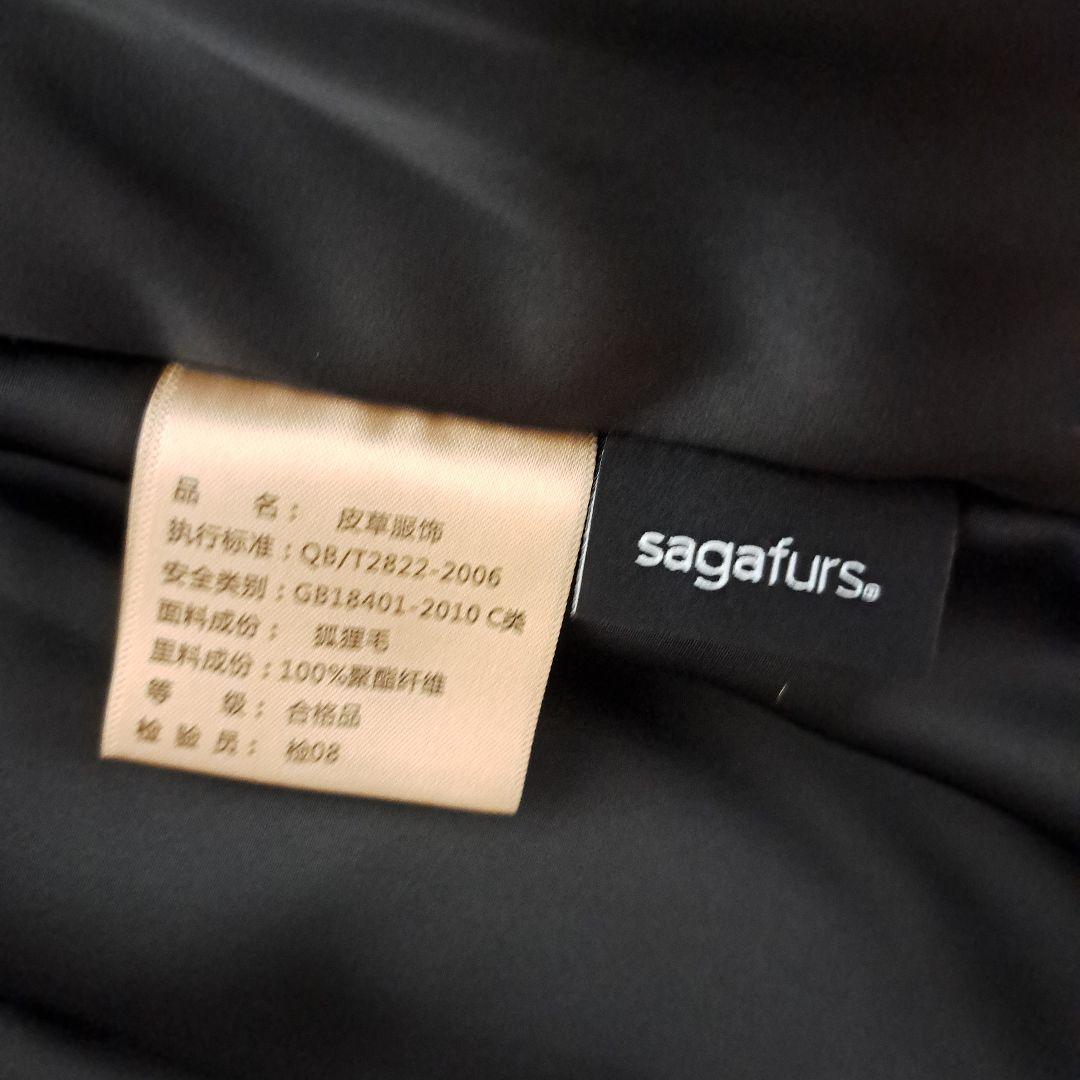 品 名： 皮草服饰
执行标准：QB/T2822-2006
安全类别：GB18401-2010 C类
面料成份： 狐狸毛
里料成份：100%聚酯纤维
等 级：合格品
检 验 员： 检08
sagafurs®